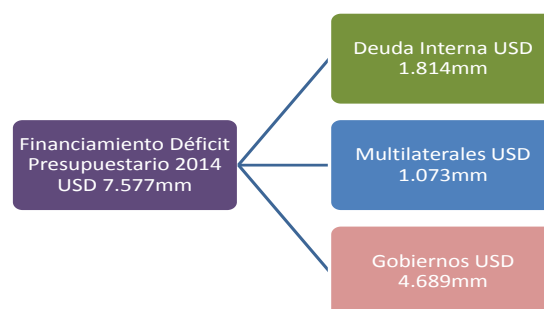 Deuda Interna USD
1.814mm
Financiamiento Déficit
Presupuestario 2014
USD 7.577mm
Multilaterales USD
1.073mm
Gobiernos USD
4.689mm